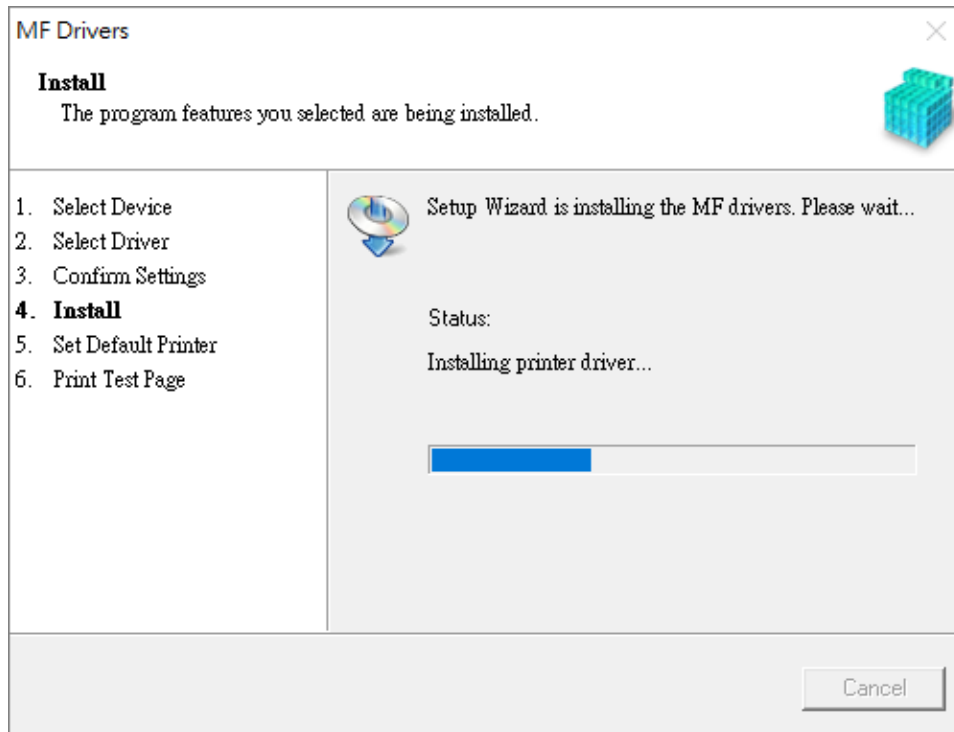 MF Drivers
Install
The program features you selected are being installed.
1. Select Device
2. Select Driver
3. Confirm Settings
4. Install
5. Set Default Printer
6. Print Test Page
Setup Wizard is installing the MF drivers. Please wait...
Status:
Installing printer driver...
Cancel